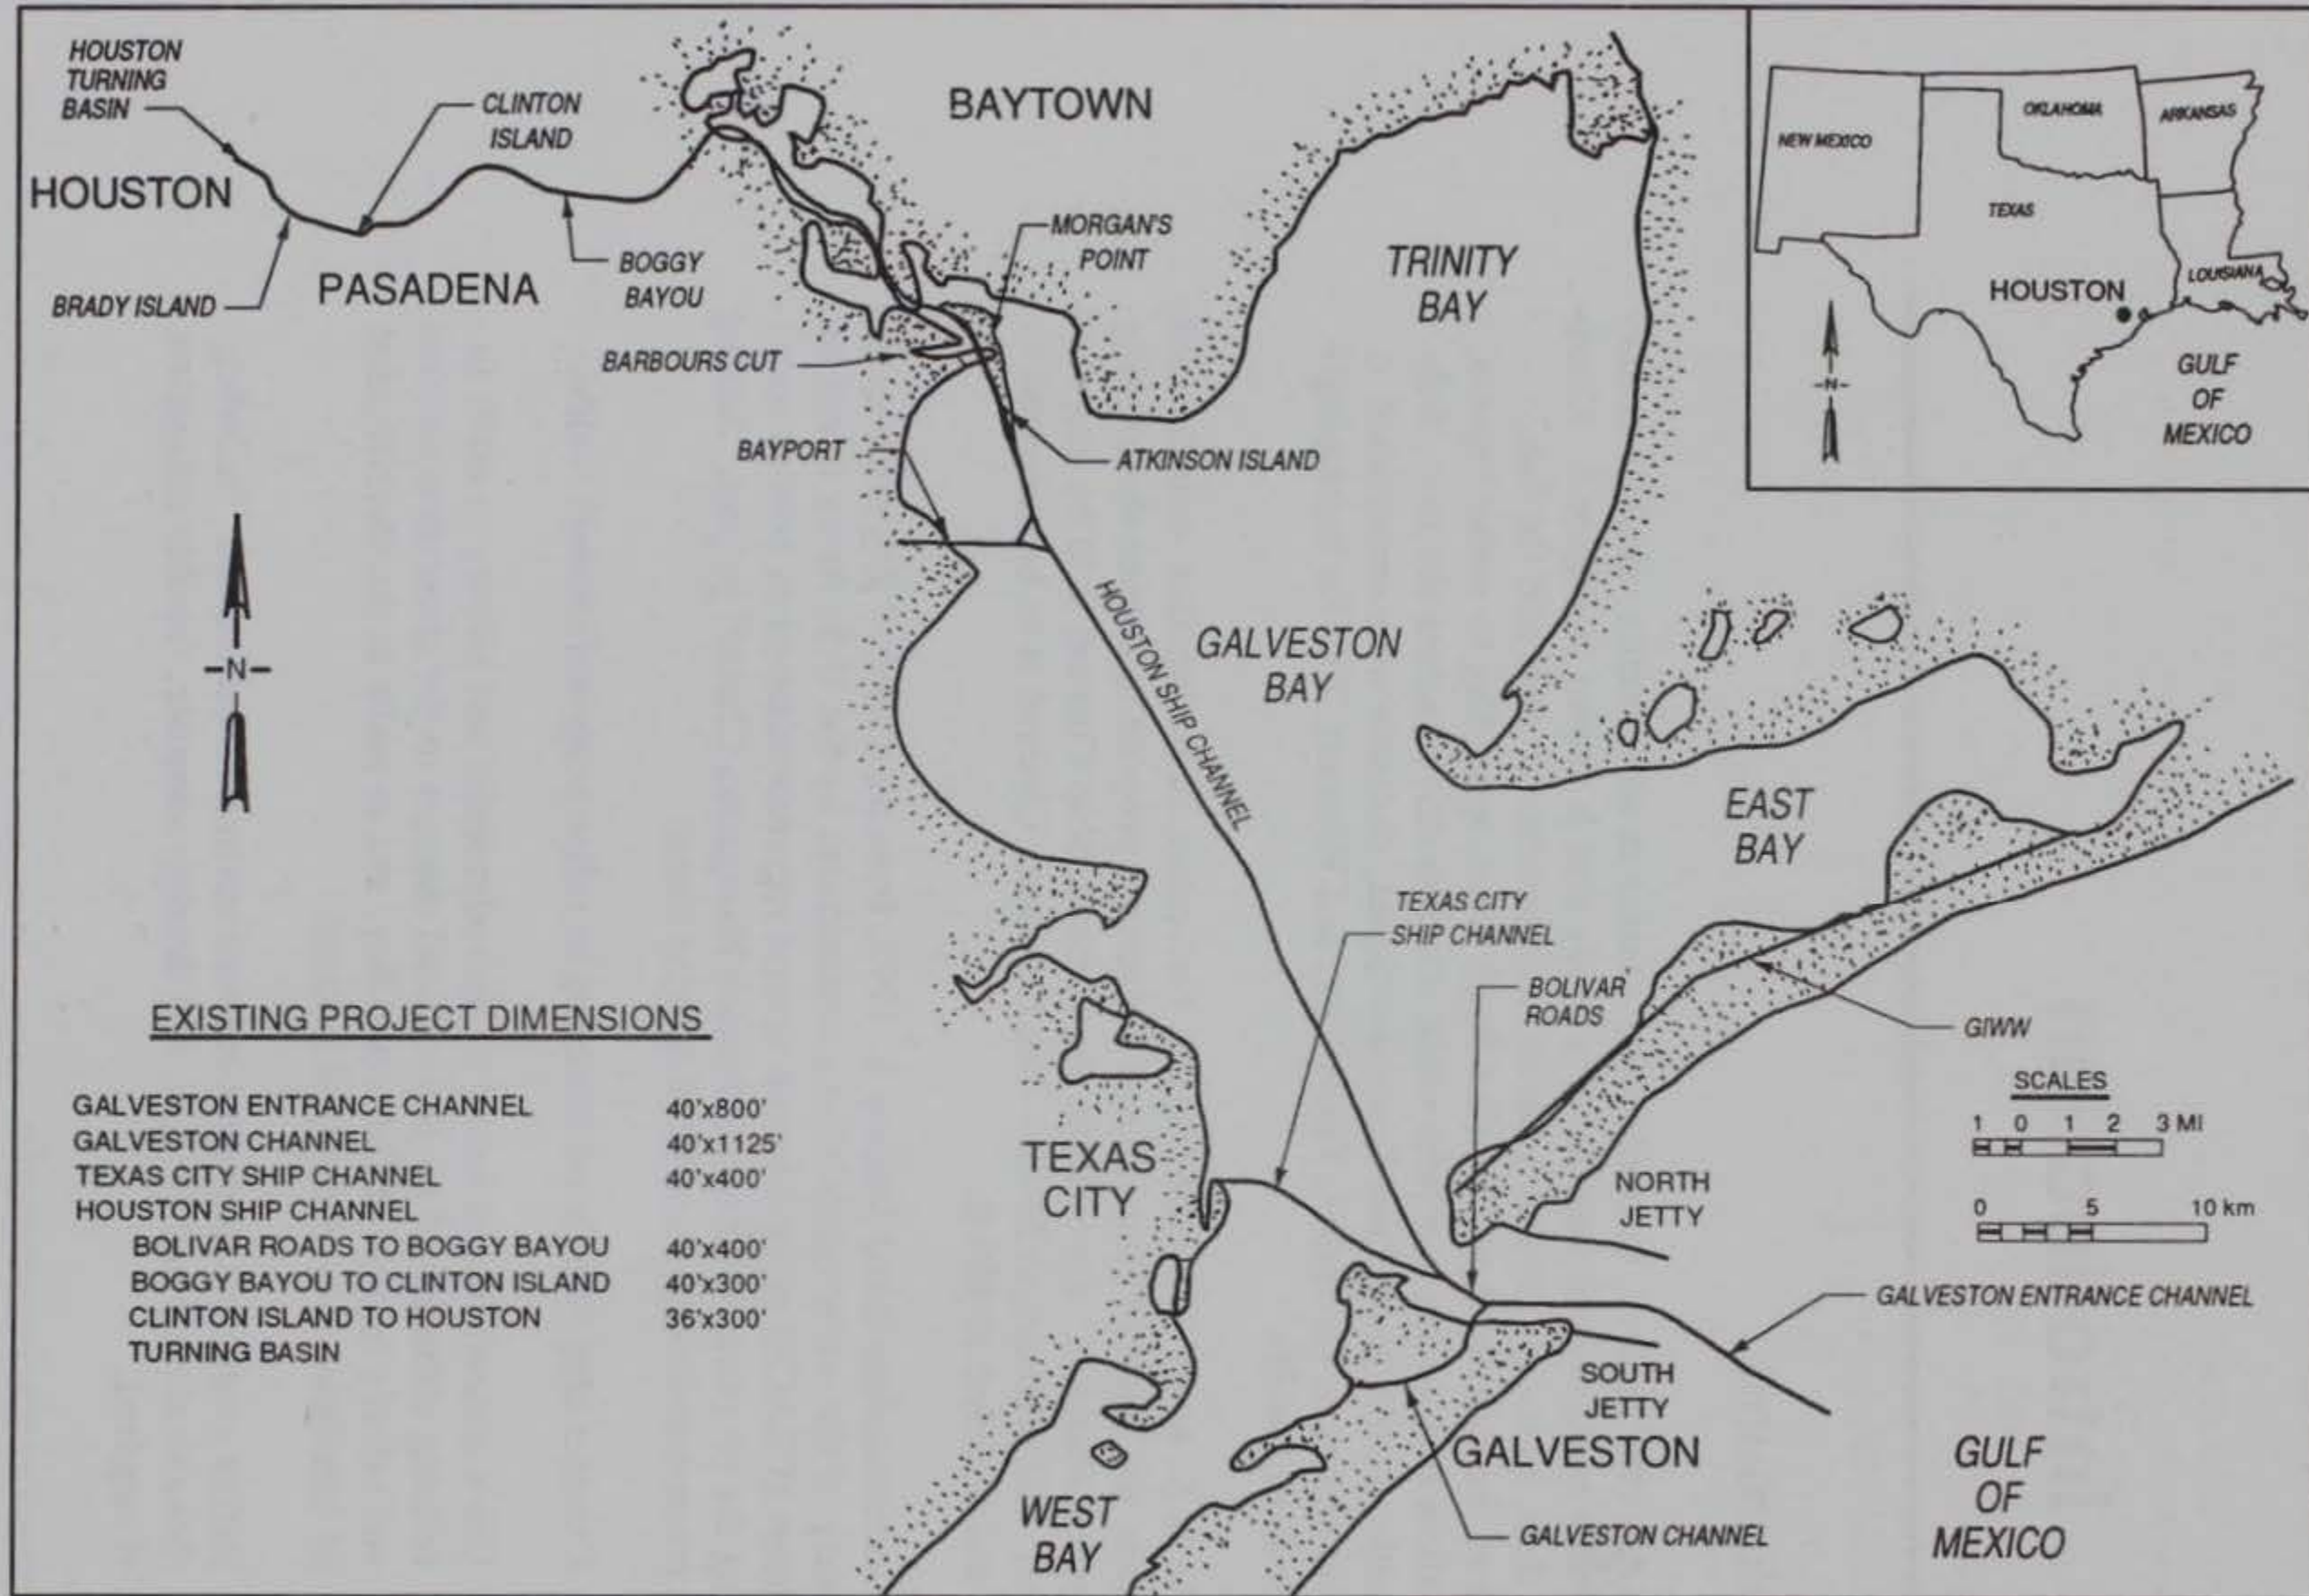 HOUSTON
TURNING
BASIN
CLINTON
ISLAND
BAYTOWN
HOUSTON
BRADY ISLAND
PASADENA
BOGGY
BAYOU
MORGAN'S
POINT
TRINITY
BAY
BARBOURS CUT
BAYPORT
ATKINSON ISLAND
NEW MEXICO
OKLAHOMA
ARKANSAS
TEXAS
LOUISIANA
HOUSTON
-N-
GULF
OF
MEXICO
-N-
HOUSTON SHIP CHANNEL
GALVESTON
BAY
EAST
BAY
TEXAS CITY
SHIP CHANNEL
BOLIVAR
ROADS
GIWW
EXISTING PROJECT DIMENSIONS
GALVESTON ENTRANCE CHANNEL 40'x800'
GALVESTON CHANNEL 40'x1125'
TEXAS CITY SHIP CHANNEL 40'x400'
HOUSTON SHIP CHANNEL
BOLIVAR ROADS TO BOGGY BAYOU 40'x400'
BOGGY BAYOU TO CLINTON ISLAND 40'x300'
CLINTON ISLAND TO HOUSTON 36'x300'
TURNING BASIN
TEXAS
CITY
SCALES
1 0 1 2 3 MI
0 5 10 km
NORTH
JETTY
GALVESTON ENTRANCE CHANNEL
SOUTH
JETTY
GALVESTON
GALVESTON CHANNEL
WEST
BAY
GULF
OF
MEXICO